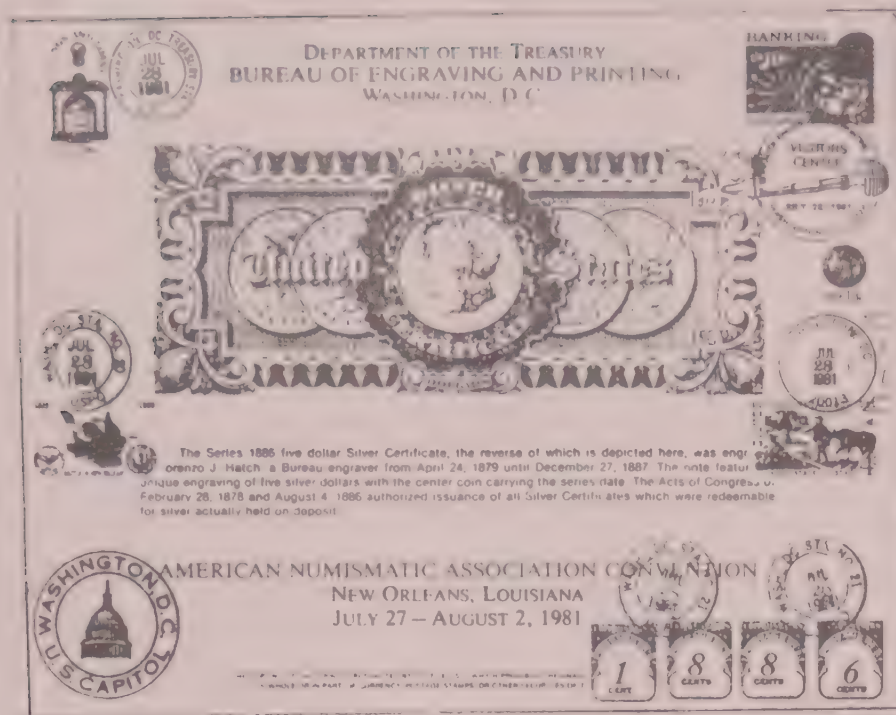 DEPARTMENT OF THE TREASURY
BUREAU OF ENGRAVING AND PRINTING
WASHINGTON, D.C.
BANKING
JUL
28
1981
VISITORS
CENTER
United States
JUL
28
1981
JUL
28
1981
The Series 1886 five dollar Silver Certificate, the reverse of which is depicted here, was engr
orenzo J. Hatch, a Bureau engraver from April 24, 1879 until December 27, 1887. The note featur
unique engraving of five silver dollars with the center coin carrying the series date. The Acts of Congress of
February 28, 1878 and August 4, 1886 authorized issuance of all Silver Certificates which were redeemable
for silver actually held on deposit.
AMERICAN NUMISMATIC ASSOCIATION CONVENTION
NEW ORLEANS, LOUISIANA
JULY 27 – AUGUST 2, 1981
WASHINGTON, D.C.
U.S. CAPITOL
1
CENT
8
CENTS
8
CENTS
6
CENTS